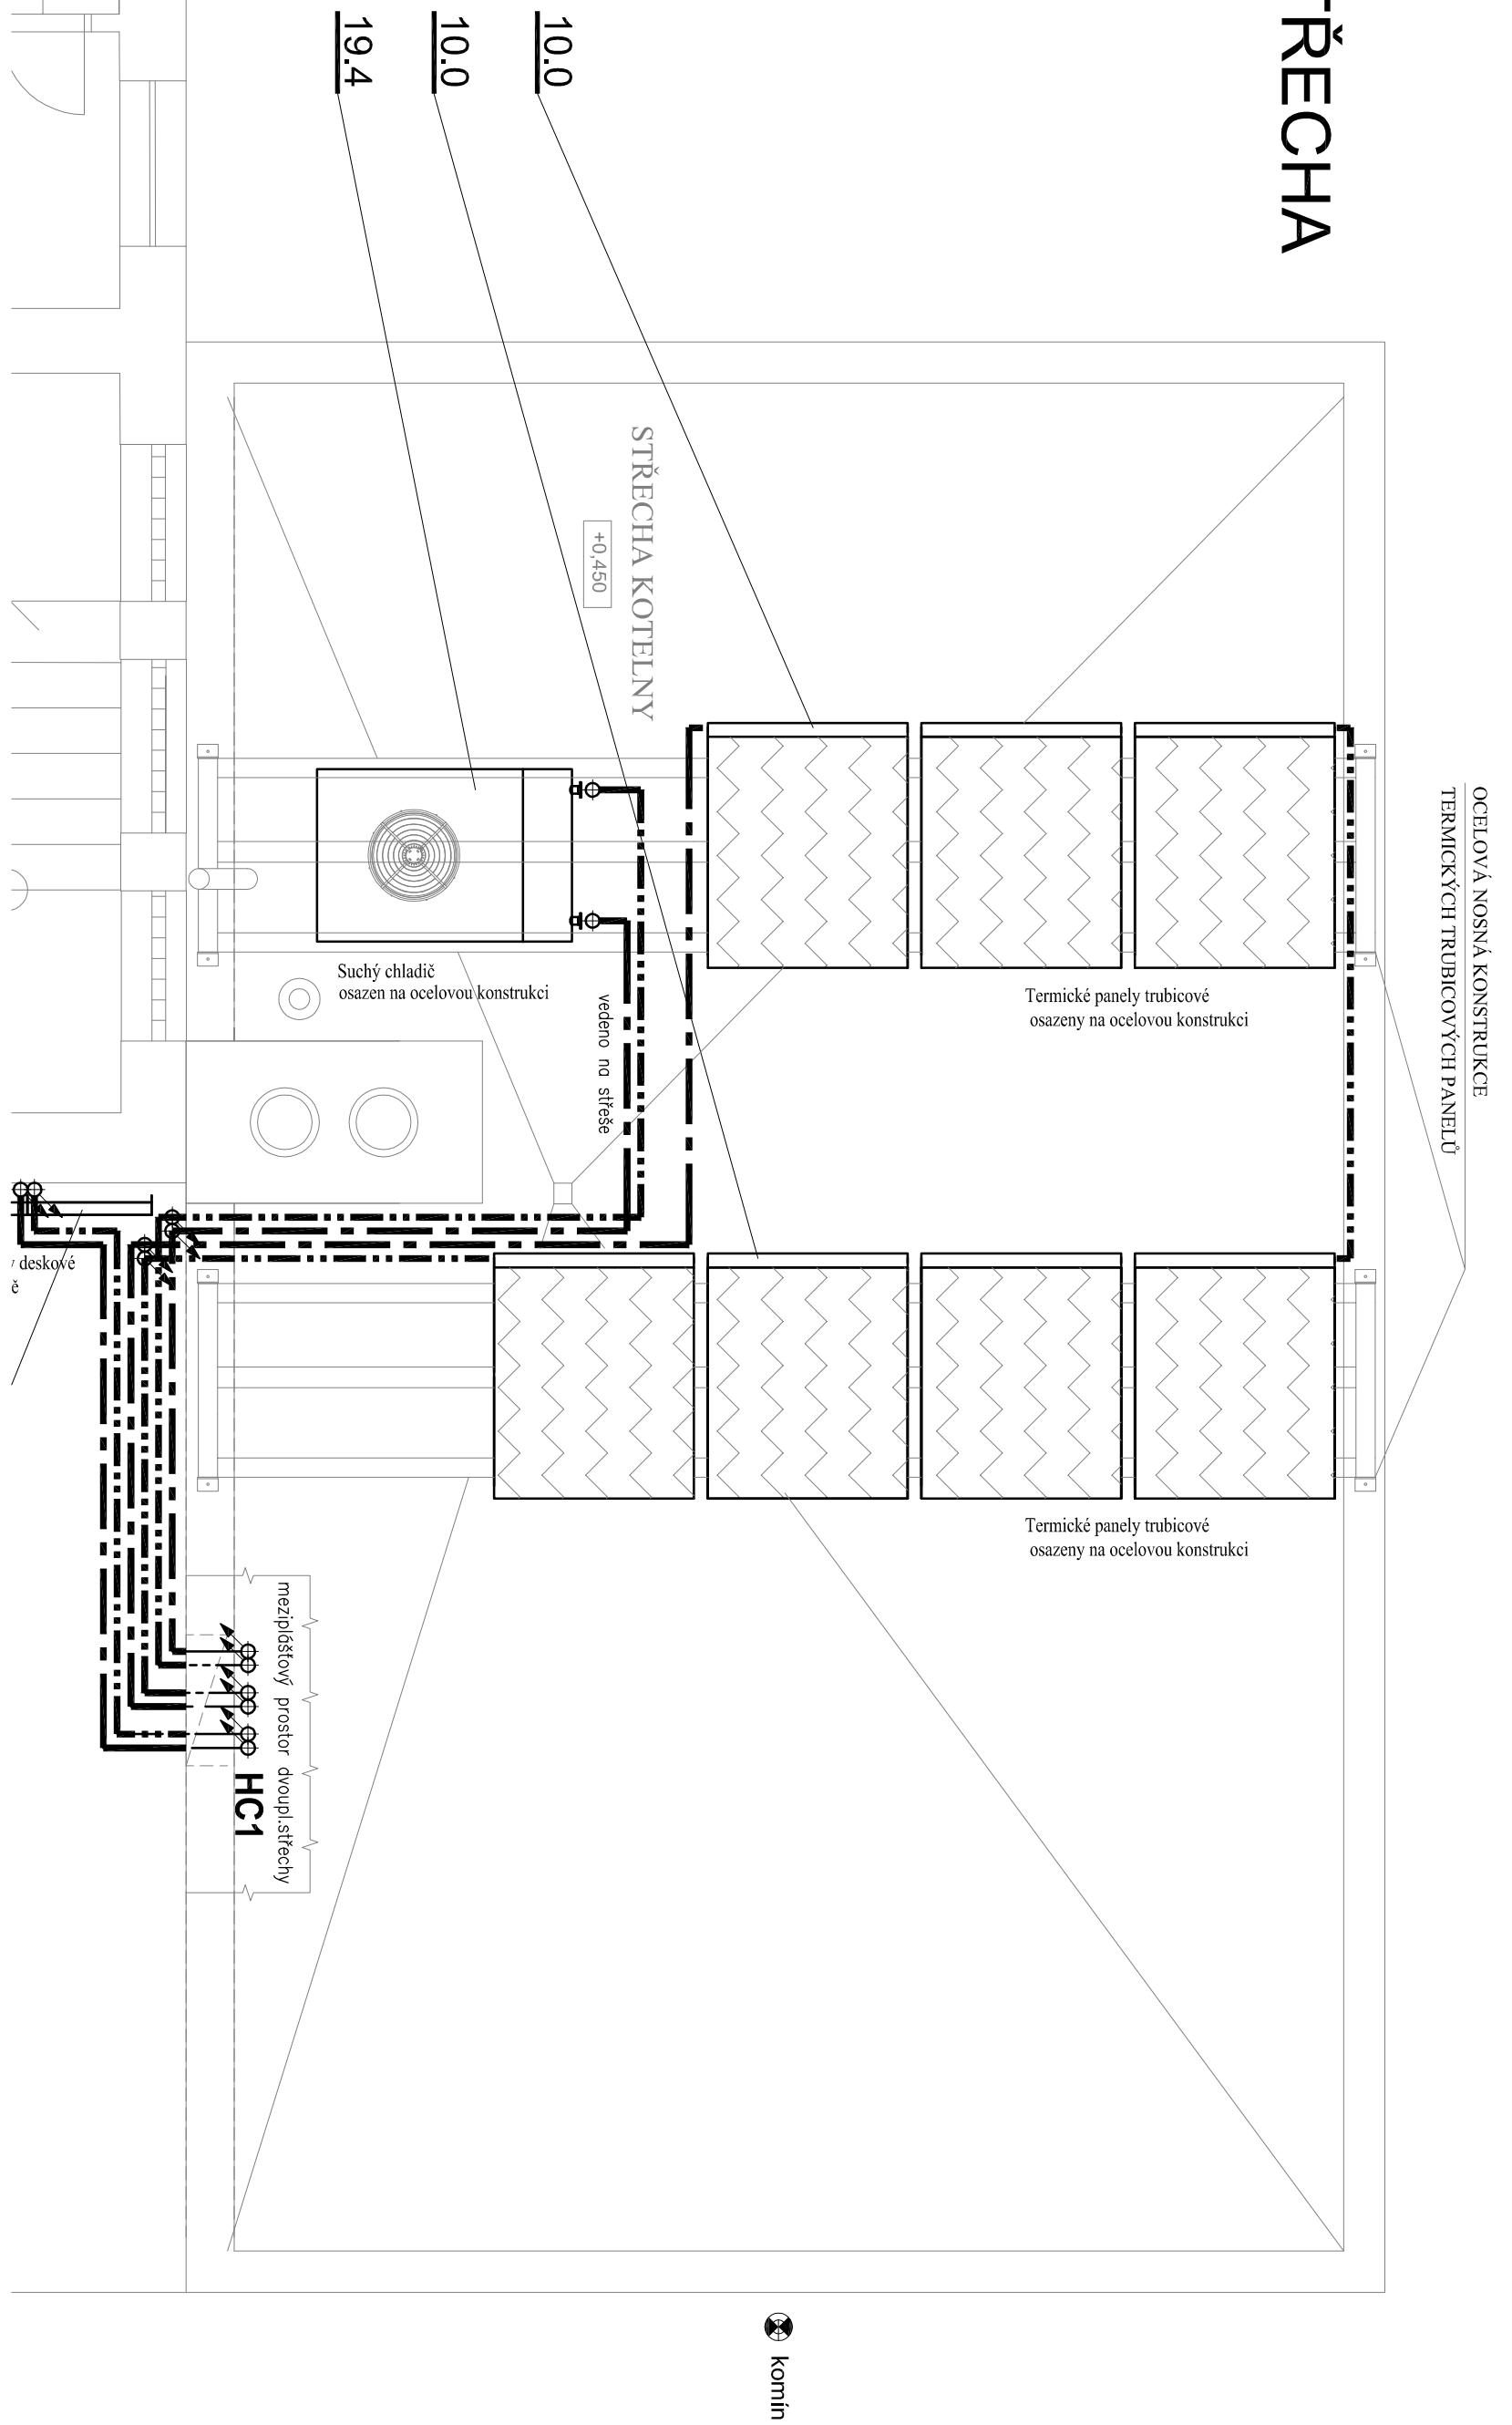 TŘECHA
10.0
10.0
19.4
OCELOVÁ NOSNÁ KONSTRUKCE
TERMICKÝCH TRUBICOVÝCH PANELŮ
STŘECHA KOTELNY
+0,450
Suchý chladič
osazen na ocelovou konstrukci
vedeno na střeše
Termické panely trubicové
osazeny na ocelovou konstrukci
deskové
ě
Termické panely trubicové
osazeny na ocelovou konstrukci
meziplášťový prostor dvoupl.střechy
HC1
komín